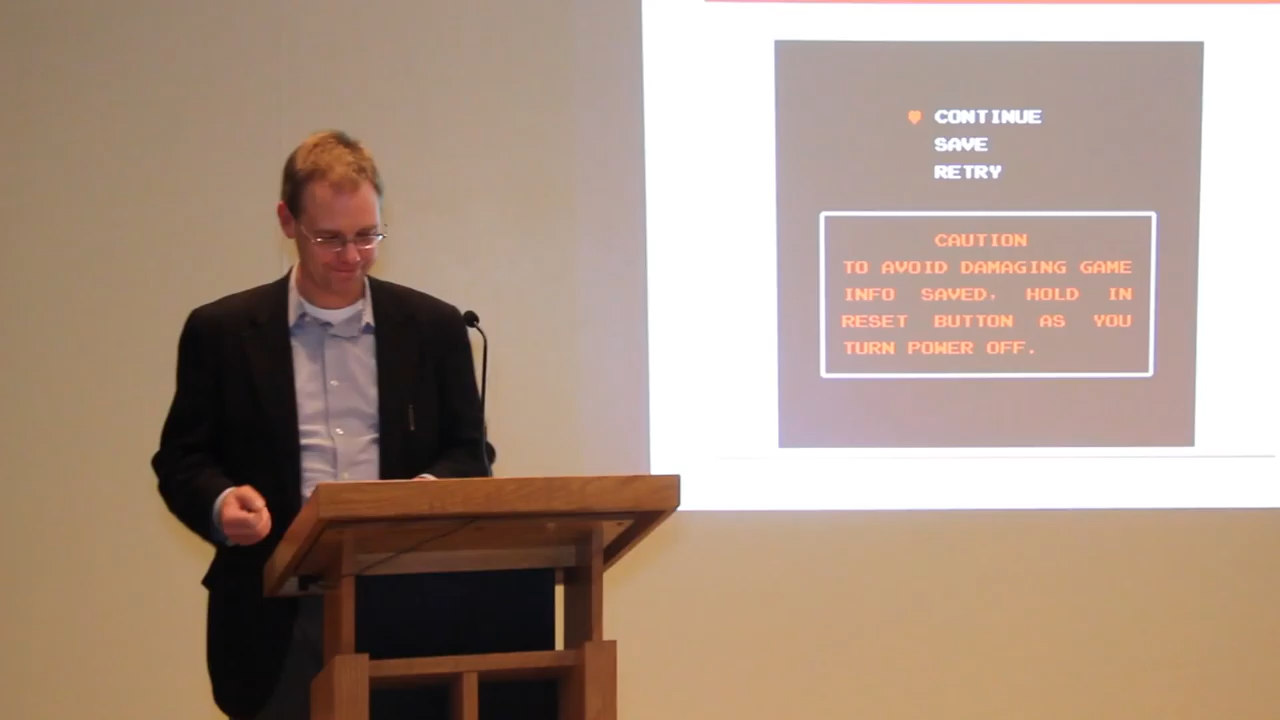 CONTINUE
SAVE
RETRY
CAUTION
TO AVOID DAMAGING GAME
INFO SAVED, HOLD IN
RESET BUTTON AS YOU
TURN POWER OFF.